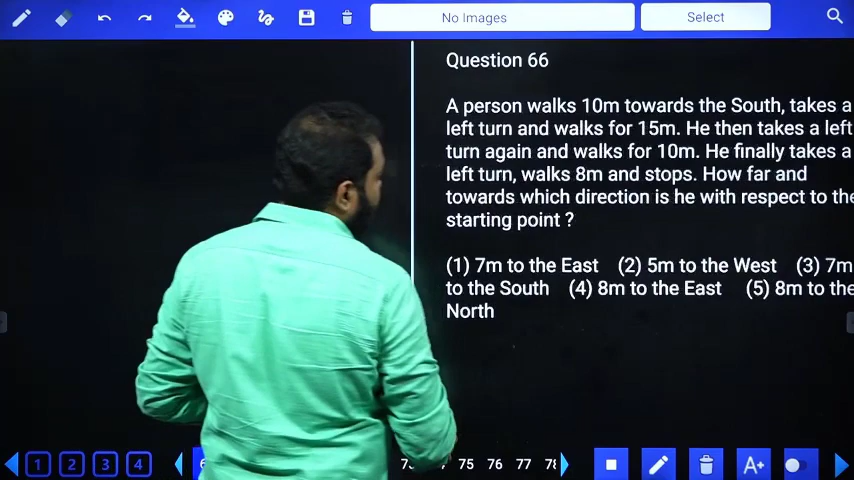 No Images
Select
Question 66
A person walks 10m towards the South, takes a
left turn and walks for 15m. He then takes a left
turn again and walks for 10m. He finally takes a
left turn, walks 8m and stops. How far and
towards which direction is he with respect to the
starting point ?
(1) 7m to the East (2) 5m to the West (3) 7m
to the South (4) 8m to the East (5) 8m to the
North
1 2 3 4 75 76 77 A+